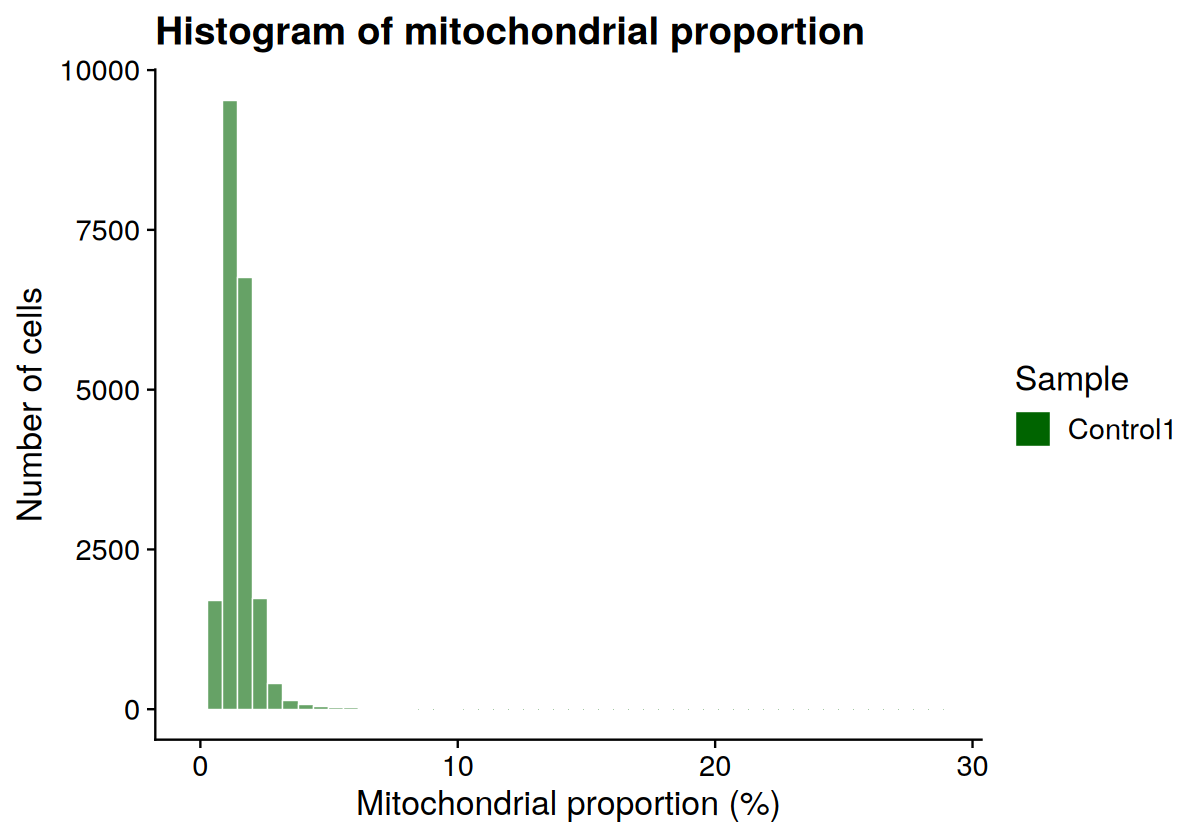 Histogram of mitochondrial proportion
10000
7500
5000
2500
0
Number of cells
0 10 20 30
Mitochondrial proportion (%)
Sample
Control1